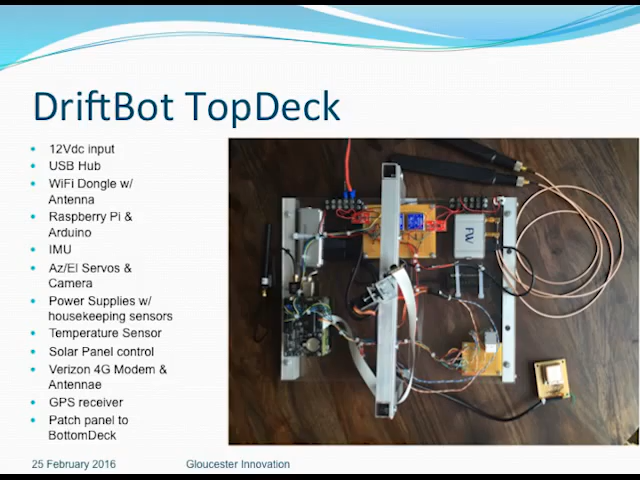 DriftBot TopDeck
12Vdc input
USB Hub
WiFi Dongle w/
Antenna
Raspberry Pi &
Arduino
IMU
Az/El Servos &
Camera
Power Supplies w/
housekeeping sensors
Temperature Sensor
Solar Panel control
Verizon 4G Modem &
Antennae
GPS receiver
Patch panel to
BottomDeck
FW
25 February 2016
Gloucester Innovation